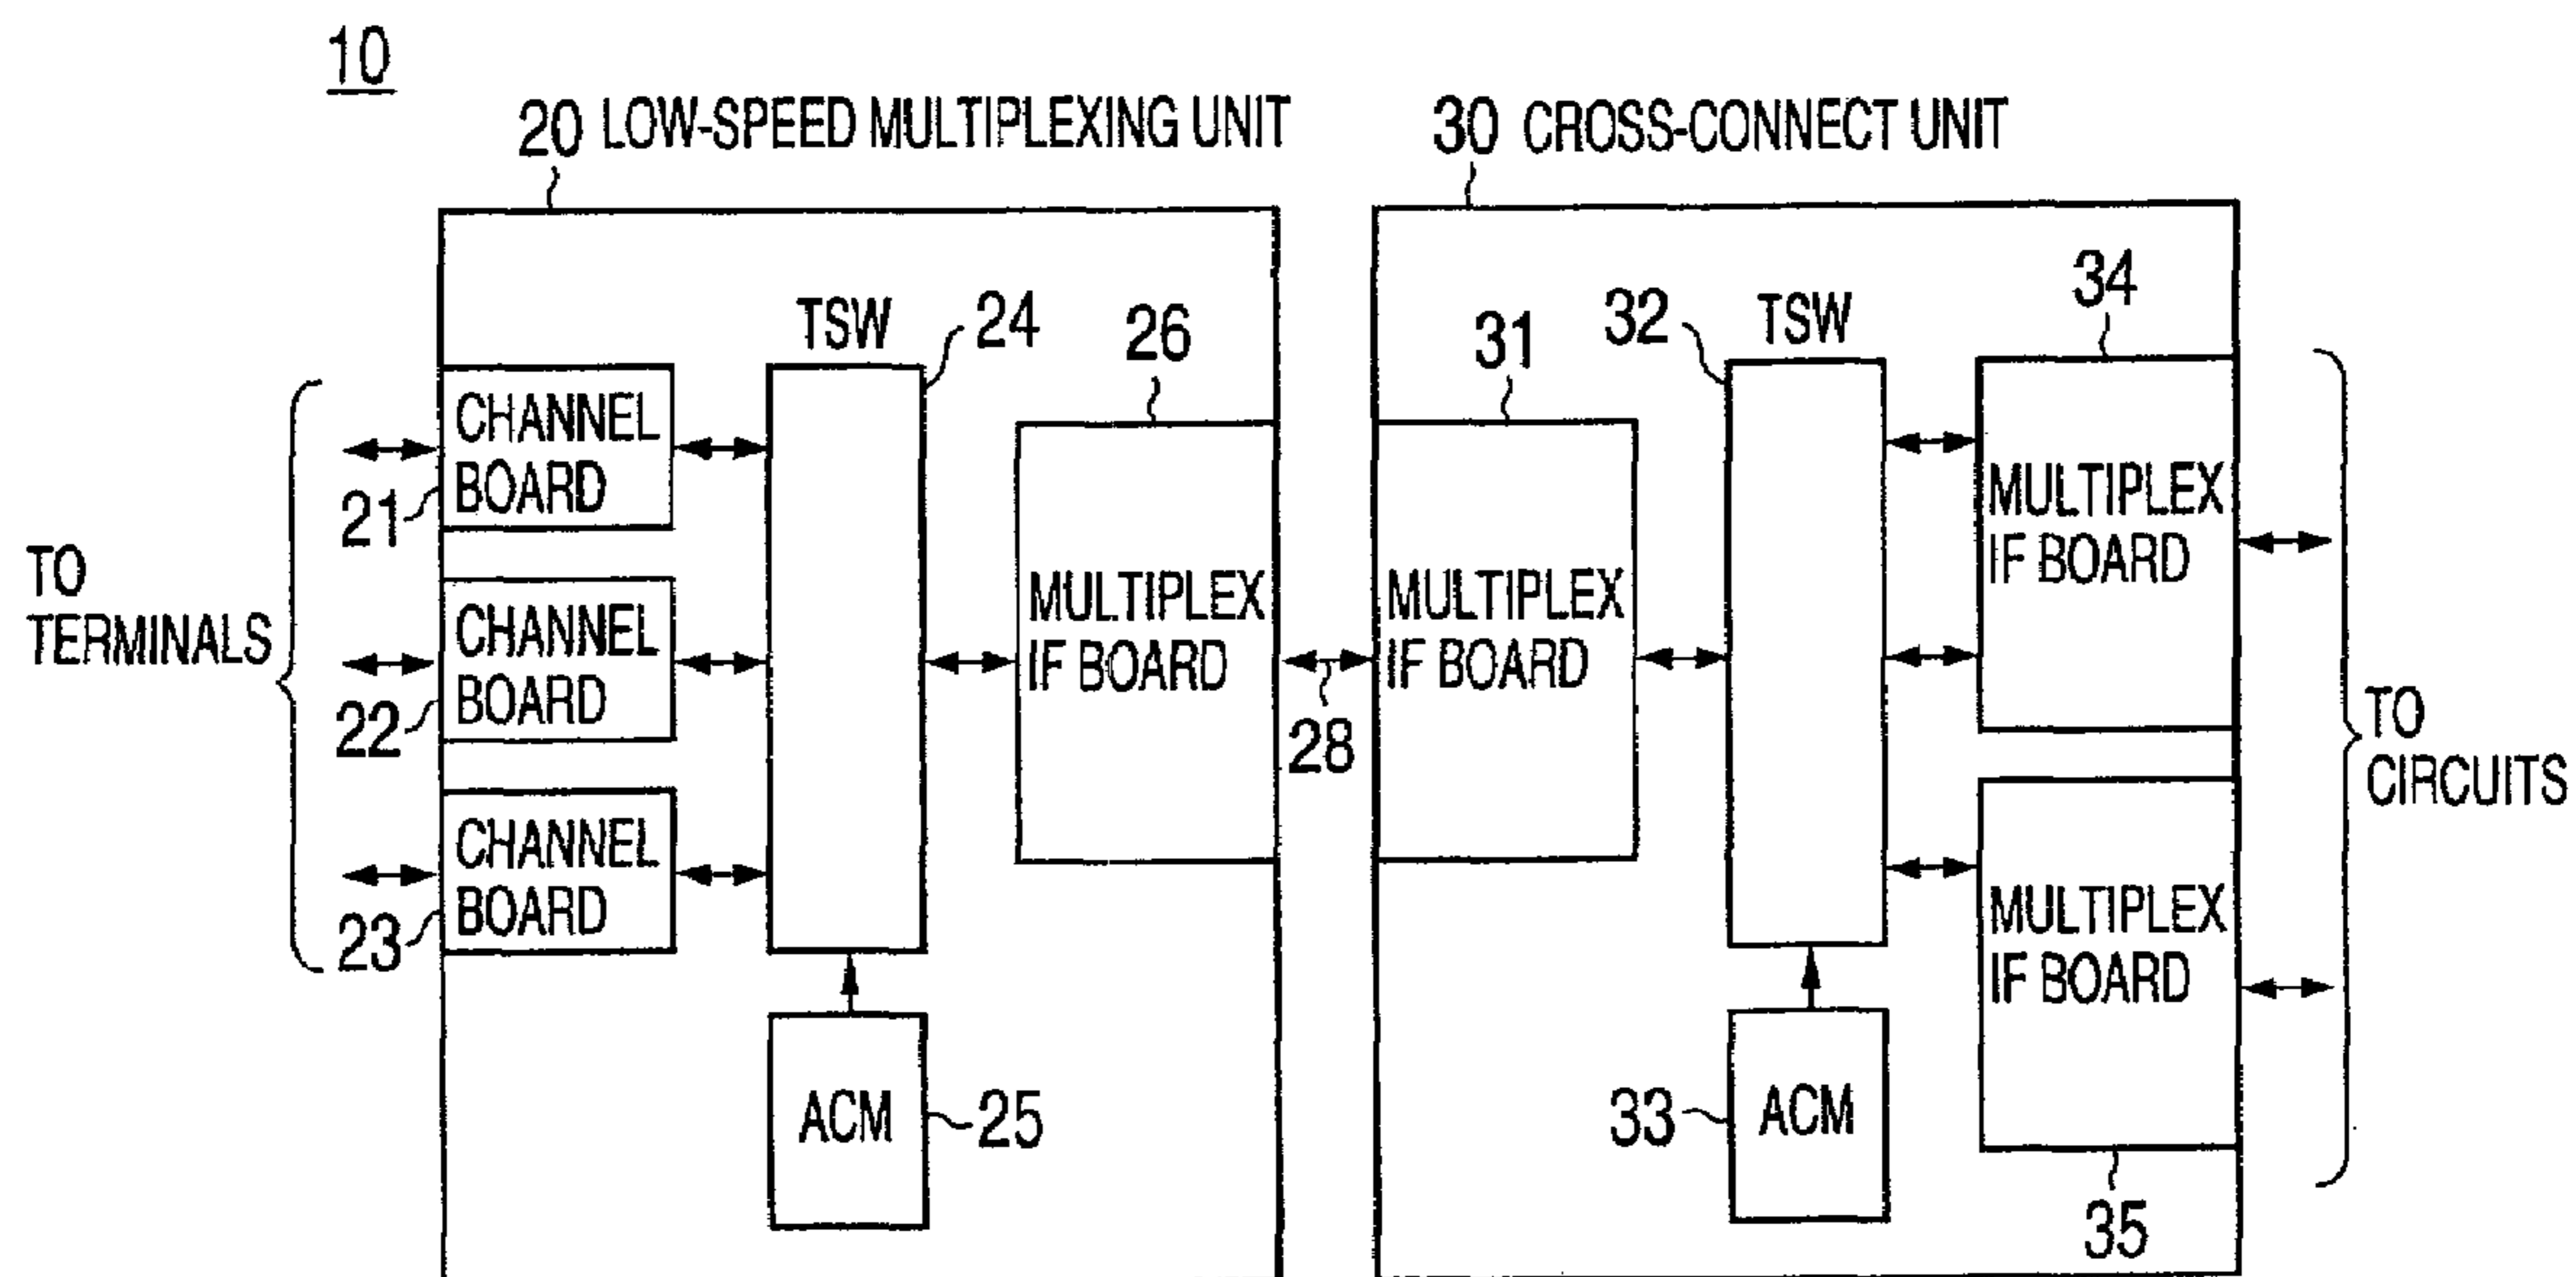 10
20 LOW-SPEED MULTIPLEXING UNIT
30 CROSS-CONNECT UNIT
TO
TERMINALS
CHANNEL
BOARD
21
CHANNEL
BOARD
22
CHANNEL
BOARD
23
TSW
24
ACM
25
26
MULTIPLEX
IF BOARD
28
31
MULTIPLEX
IF BOARD
32
TSW
33
ACM
34
MULTIPLEX
IF BOARD
MULTIPLEX
IF BOARD
35
TO
CIRCUITS